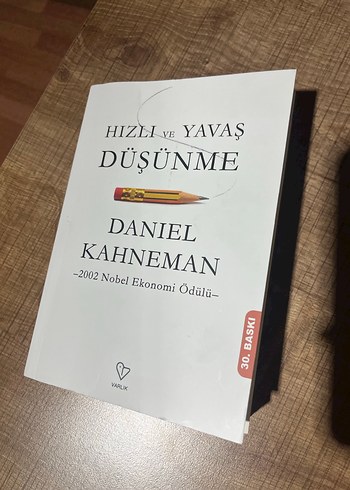 HIZLI VE YAVAŞ
DÜŞÜNME
DANIEL
KAHNEMAN
–2002 Nobel Ekonomi Ödülü–
30. BASKI
VARLIK